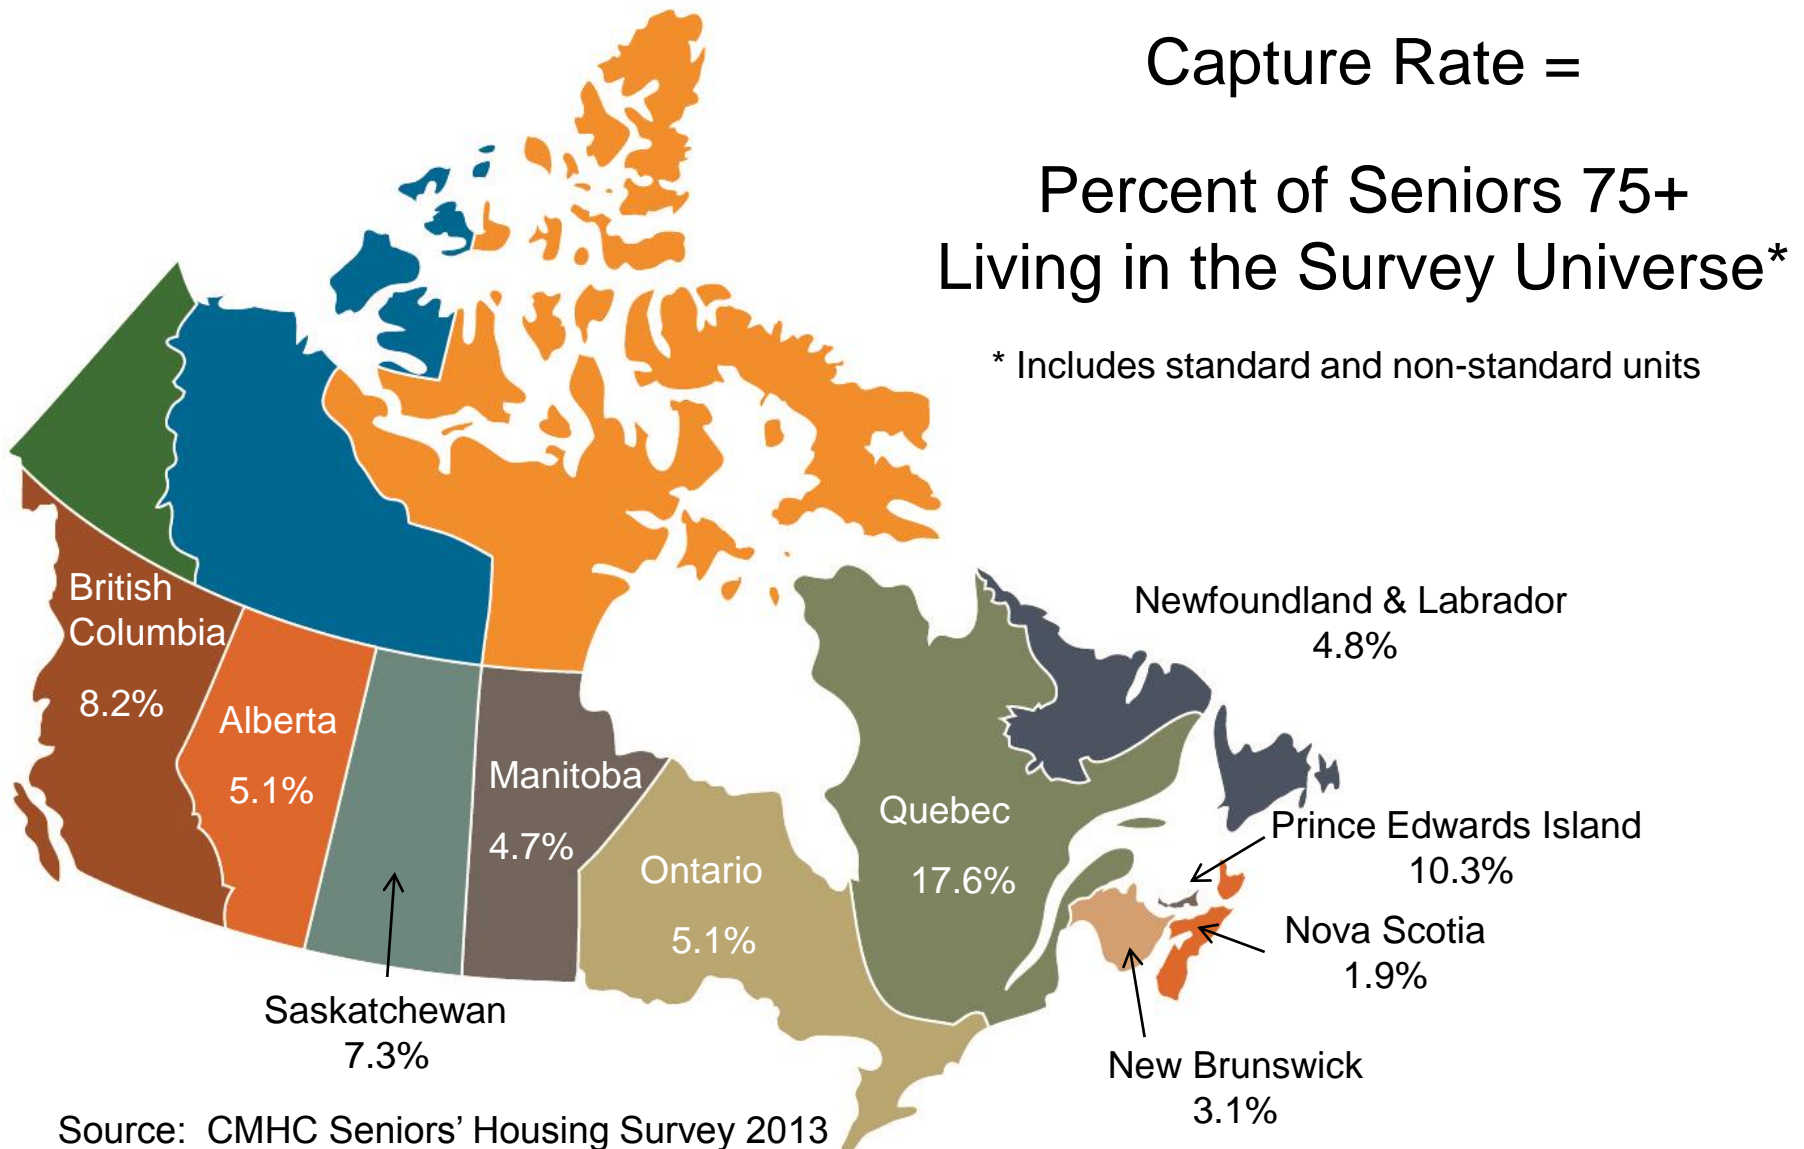 Capture Rate =
Percent of Seniors 75+
Living in the Survey Universe*
* Includes standard and non-standard units
British
Columbia
8.2%
Alberta
5.1%
Saskatchewan
7.3%
Manitoba
4.7%
Ontario
5.1%
Quebec
17.6%
Newfoundland & Labrador
4.8%
Prince Edwards Island
10.3%
Nova Scotia
1.9%
New Brunswick
3.1%
Source: CMHC Seniors’ Housing Survey 2013